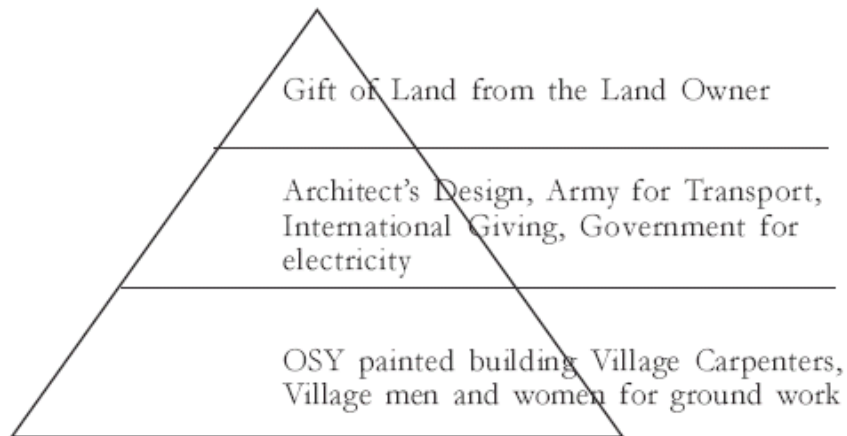 Gift of Land from the Land Owner
Architect’s Design, Army for Transport,
International Giving, Government for
electricity
OSY painted building Village Carpenters,
Village men and women for ground work